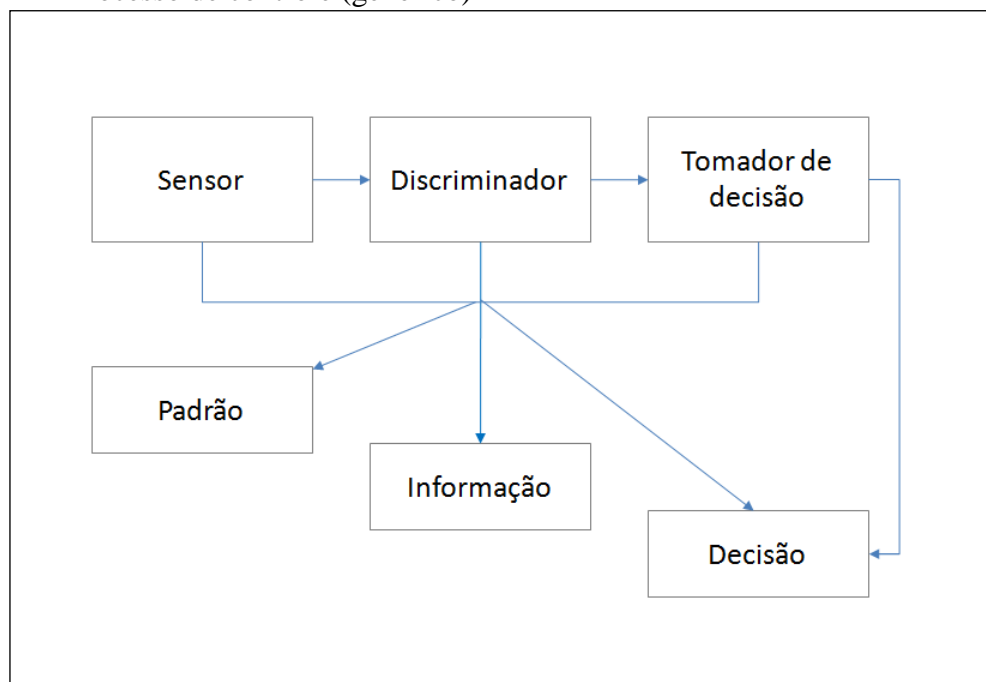 Sensor
Discriminador
Tomador de
decisão
Padrão
Informação
Decisão